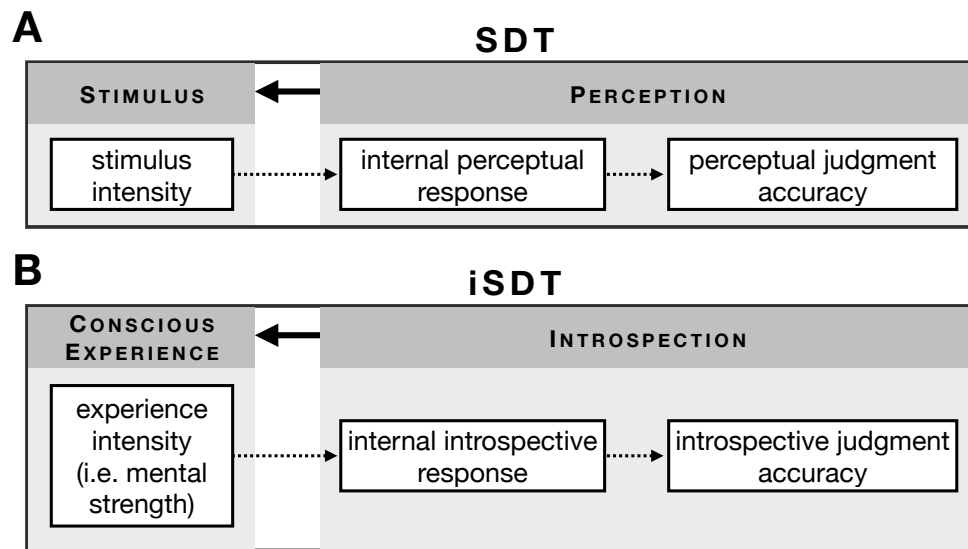 A
SDT
STIMULUS
PERCEPTION
stimulus
intensity
internal perceptual
response
perceptual judgment
accuracy
B
iSDT
CONSCIOUS
EXPERIENCE
INTROSPECTION
experience
intensity
(i.e. mental
strength)
internal introspective
response
introspective judgment
accuracy